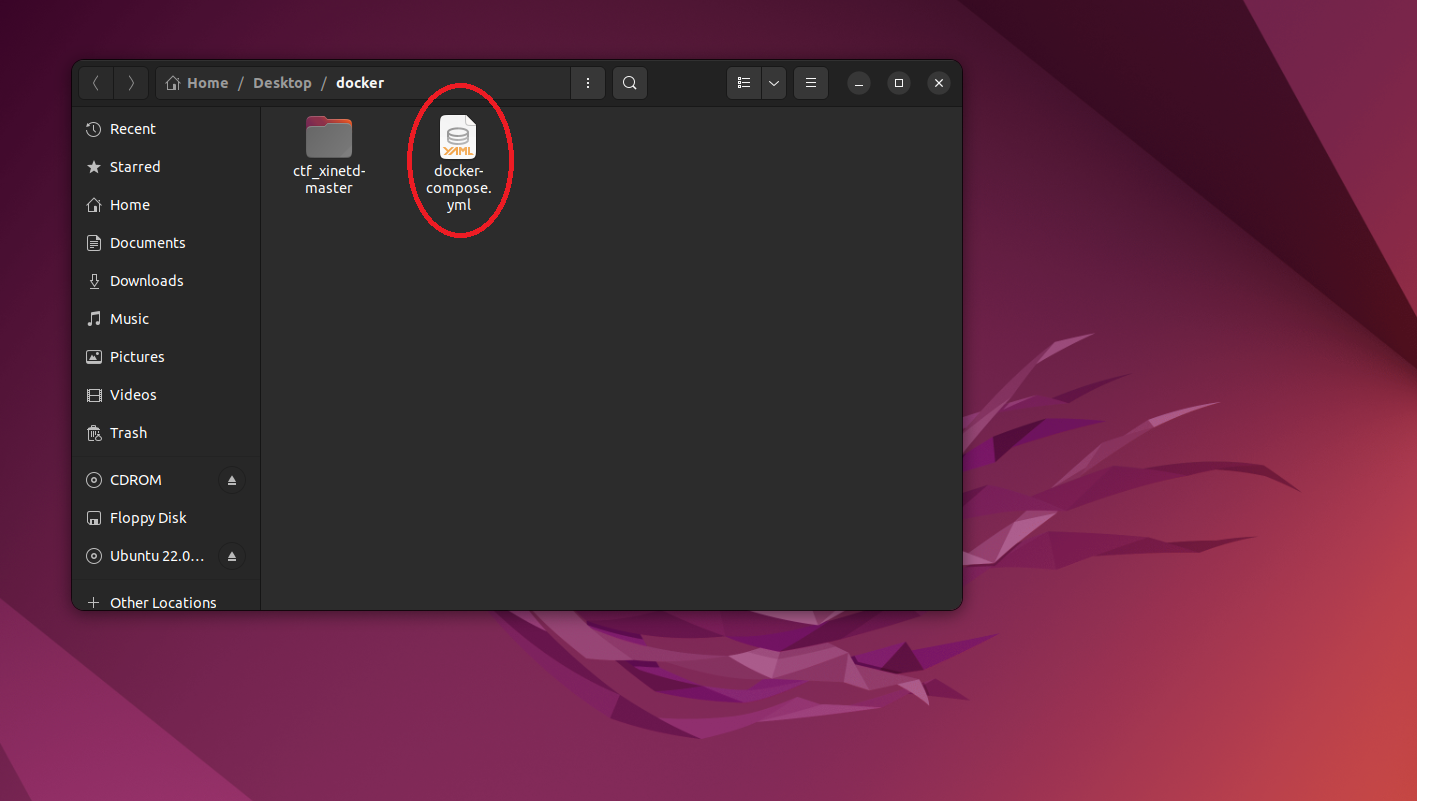 Home / Desktop / docker
Recent
Starred
Home
Documents
Downloads
Music
Pictures
Videos
Trash
CDROM
Floppy Disk
Ubuntu 22.0...
Other Locations
ctf_xinetd-
master
YAML
docker-
compose.
yml